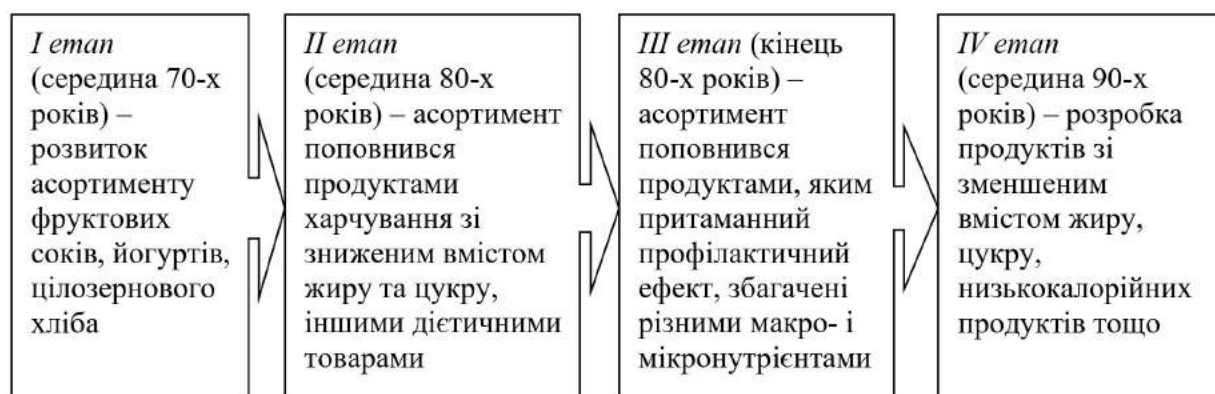 I етап
(середина 70-х
років) –
розвиток
асортименту
фруктових
соків, йогуртів,
цілозернового
хліба
II етап
(середина 80-х
років) – асортимент
поповнився
продуктами
харчування зі
зниженим вмістом
жиру та цукру,
іншими дієтичними
товарами
III етап (кінець
80-х років) –
асортимент
поповнився
продуктами, яким
притаманний
профілактичний
ефект, збагачені
різними макро- і
мікронутрієнтами
IV етап
(середина 90-х
років) – розробка
продуктів зі
зменшеним
вмістом жиру,
цукру,
низькокалорійних
продуктів тощо